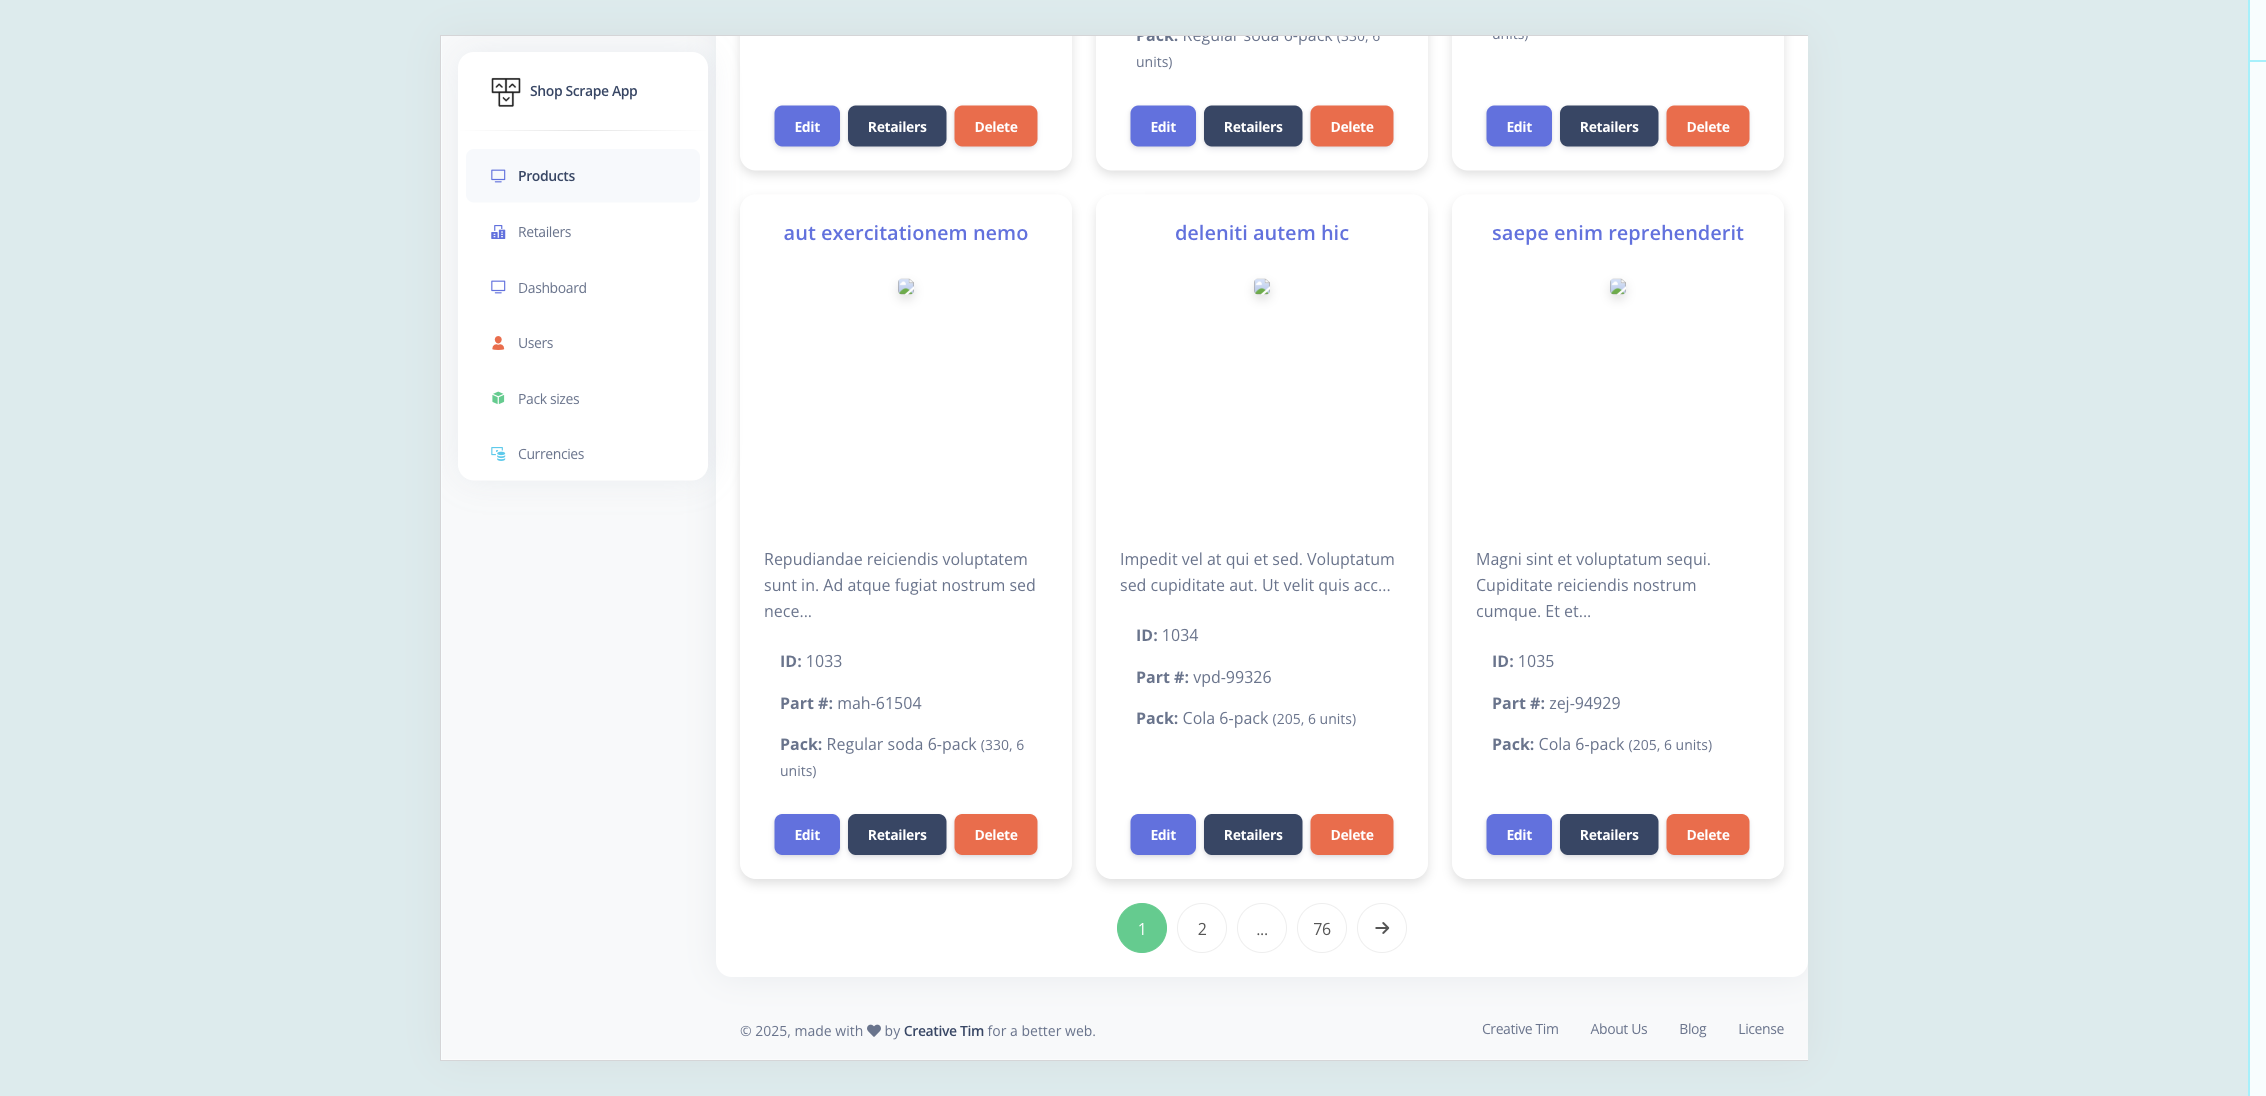 Shop Scrape App
Products
Retailers
Dashboard
Users
Pack sizes
Currencies
Pack: Regular soda 6-pack (330, 6
units)
units)
Edit Retailers Delete
Edit Retailers Delete
Edit Retailers Delete
aut exercitationem nemo
Repudiandae reiciendis voluptatem
sunt in. Ad atque fugiat nostrum sed
nece...
ID: 1033
Part #: mah-61504
Pack: Regular soda 6-pack (330, 6
units)
Edit Retailers Delete
deleniti autem hic
Impedit vel at qui et sed. Voluptatum
sed cupiditate aut. Ut velit quis acc...
ID: 1034
Part #: vpd-99326
Pack: Cola 6-pack (205, 6 units)
Edit Retailers Delete
saepe enim reprehenderit
Magni sint et voluptatum sequi.
Cupiditate reiciendis nostrum
cumque. Et et...
ID: 1035
Part #: zej-94929
Pack: Cola 6-pack (205, 6 units)
Edit Retailers Delete
1 2 ... 76
© 2025, made with ♥ by Creative Tim for a better web.
Creative Tim About Us Blog License